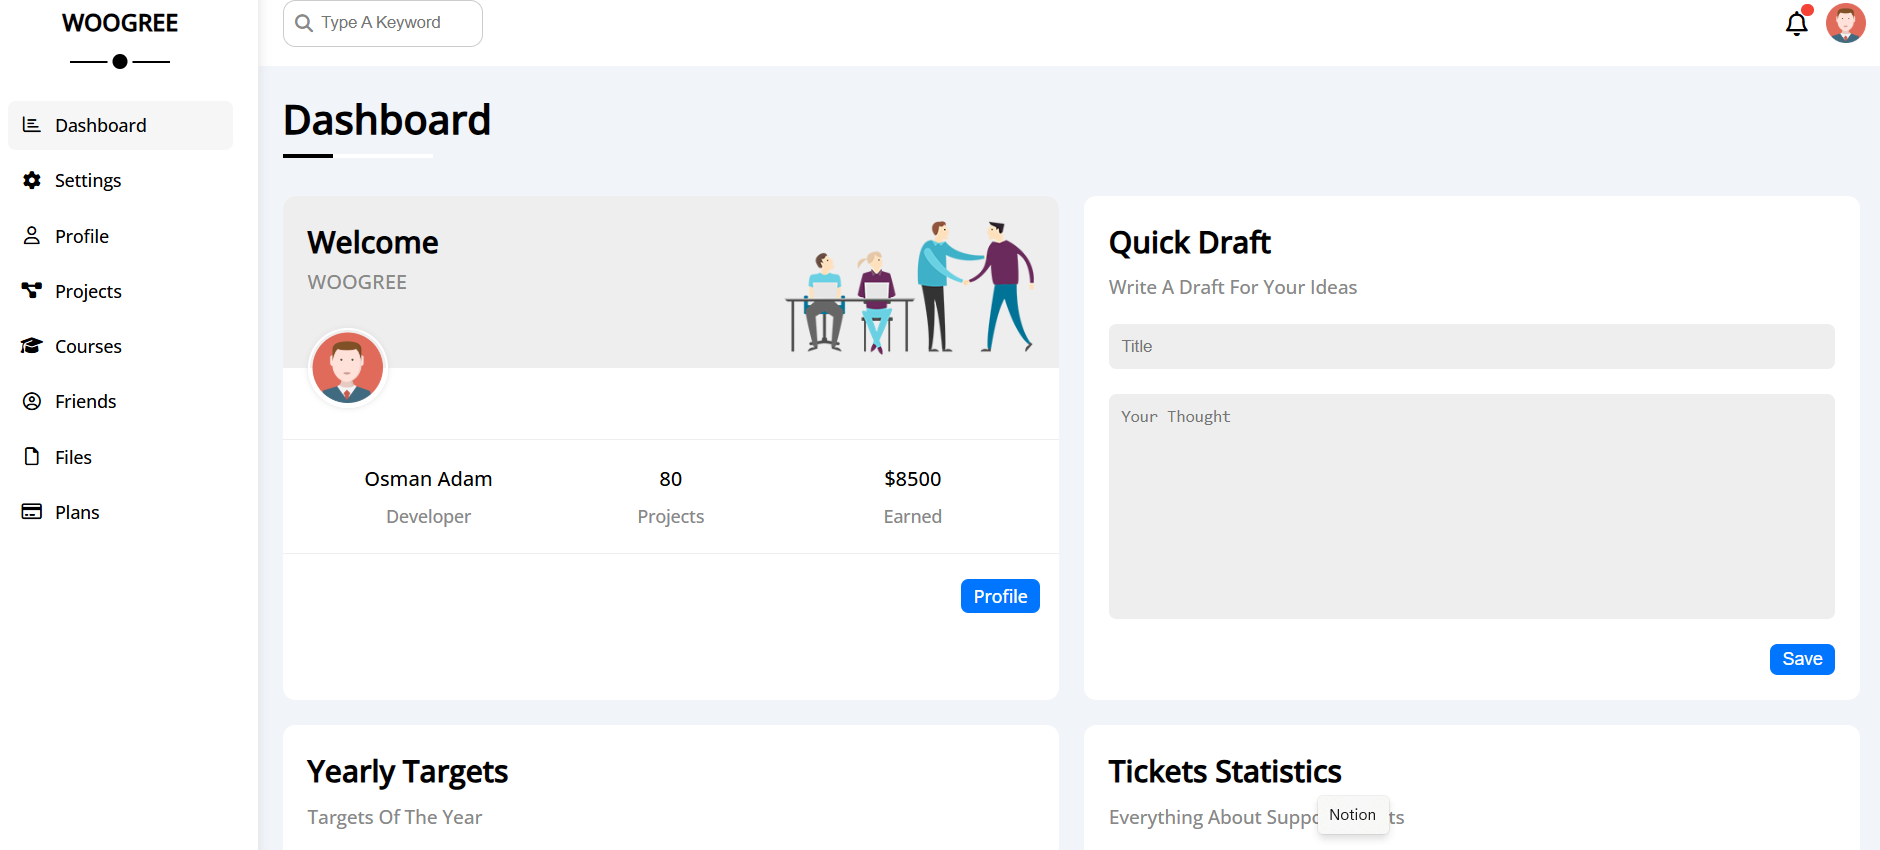 WOOGREE
Type A Keyword
Dashboard
Settings
Profile
Projects
Courses
Friends
Files
Plans
Dashboard
Welcome
WOOGREE
Osman Adam
Developer
80
Projects
$8500
Earned
Profile
Quick Draft
Write A Draft For Your Ideas
Title
Your Thought
Save
Yearly Targets
Targets Of The Year
Tickets Statistics
Everything About
Notion